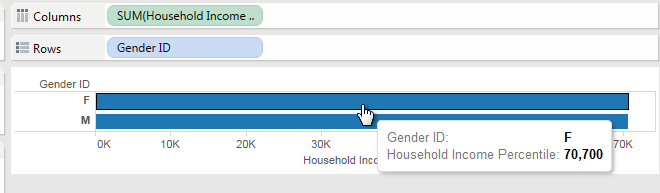 Columns SUM(Household Income ..
Rows Gender ID
Gender ID
F
M
0K 10K 20K 30K 70K
Household Inco
Gender ID: F
Household Income Percentile: 70,700